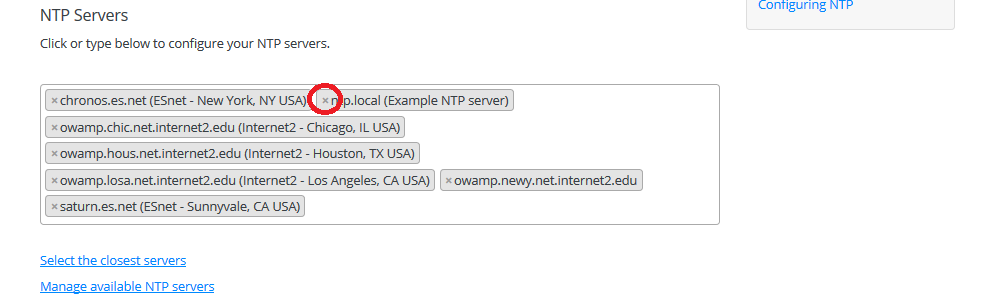 NTP Servers
Configuring NTP
Click or type below to configure your NTP servers.
×chronos.es.net (ESnet - New York, NY USA) ×ntp.local (Example NTP server)
×owamp.chic.net.internet2.edu (Internet2 - Chicago, IL USA)
×owamp.hous.net.internet2.edu (Internet2 - Houston, TX USA)
×owamp.losa.net.internet2.edu (Internet2 - Los Angeles, CA USA) ×owamp.newy.net.internet2.edu
×saturn.es.net (ESnet - Sunnyvale, CA USA)
Select the closest servers
Manage available NTP servers